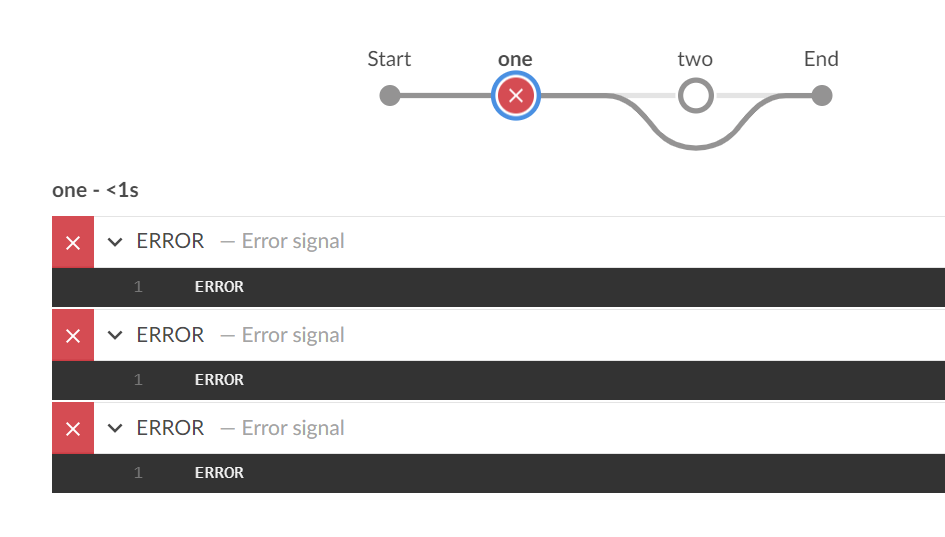 Start one two End
one - <1s
ERROR — Error signal
1 ERROR
ERROR — Error signal
1 ERROR
ERROR — Error signal
1 ERROR